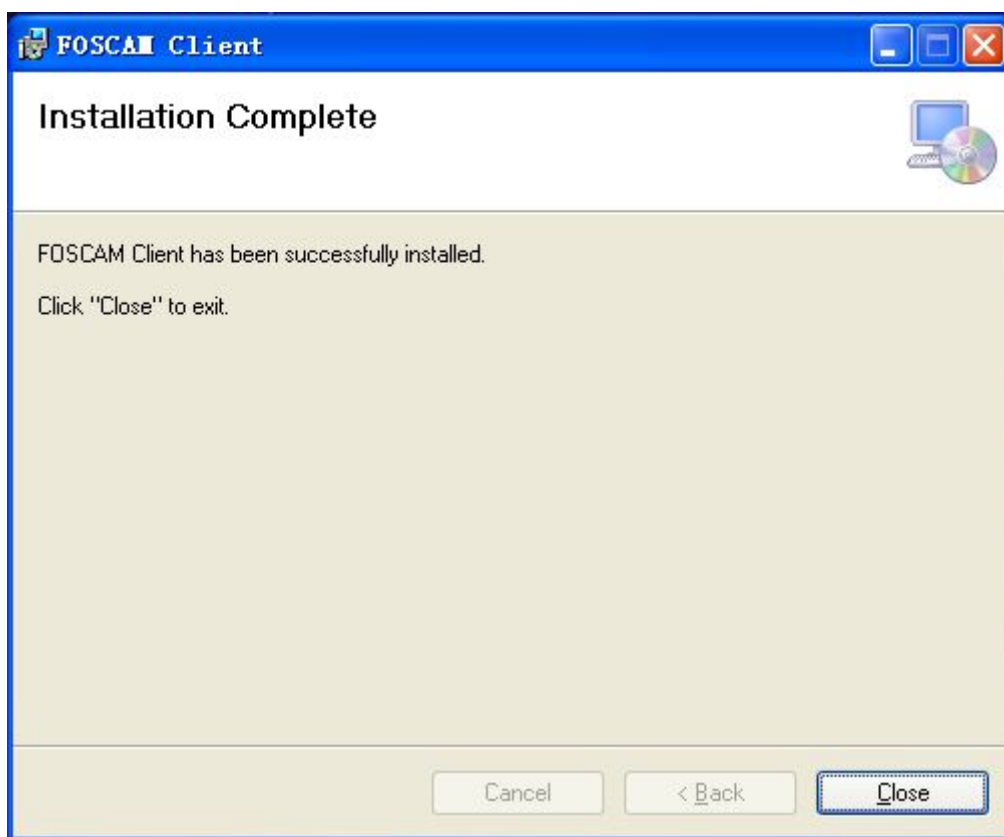 FOSCAM Client
Installation Complete
FOSCAM Client has been successfully installed.
Click "Close" to exit.
Cancel
< Back
Close